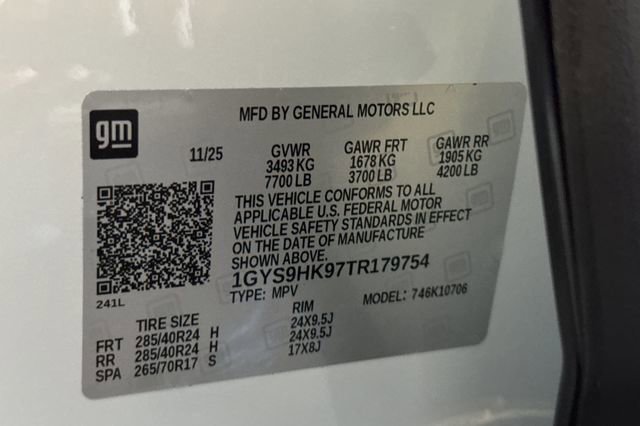 gm
MFD BY GENERAL MOTORS LLC
11/25 GVWR GAWR FRT GAWR RR
3493 KG 1678 KG 1905 KG
7700 LB 3700 LB 4200 LB
THIS VEHICLE CONFORMS TO ALL
APPLICABLE U.S. FEDERAL MOTOR
VEHICLE SAFETY STANDARDS IN EFFECT
ON THE DATE OF MANUFACTURE
SHOWN ABOVE.
1GYS9HK97TR179754
TYPE: MPV MODEL: 746K10706
241L
TIRE SIZE RIM
FRT 285/40R24 H 24X9.5J
RR 285/40R24 H 24X9.5J
SPA 265/70R17 S 17X8J